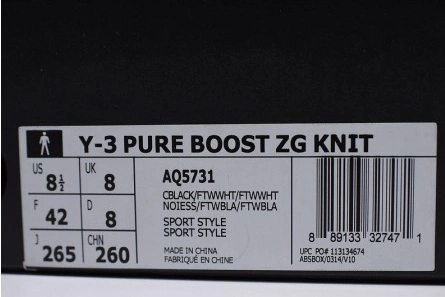 Y-3 PURE BOOST ZG KNIT
US 8½ UK 8
F 42 D 8
J 265 CHN 260
AQ5731
CBLACK/FTWWHT/FTWWHT
NOIESS/FTWBLA/FTWBLA
SPORT STYLE
SPORT STYLE
MADE IN CHINA
FABRIQUÉ EN CHINE
8 89133 32747 1
UPC PO# 113134674
ABSBOX/0314/V10